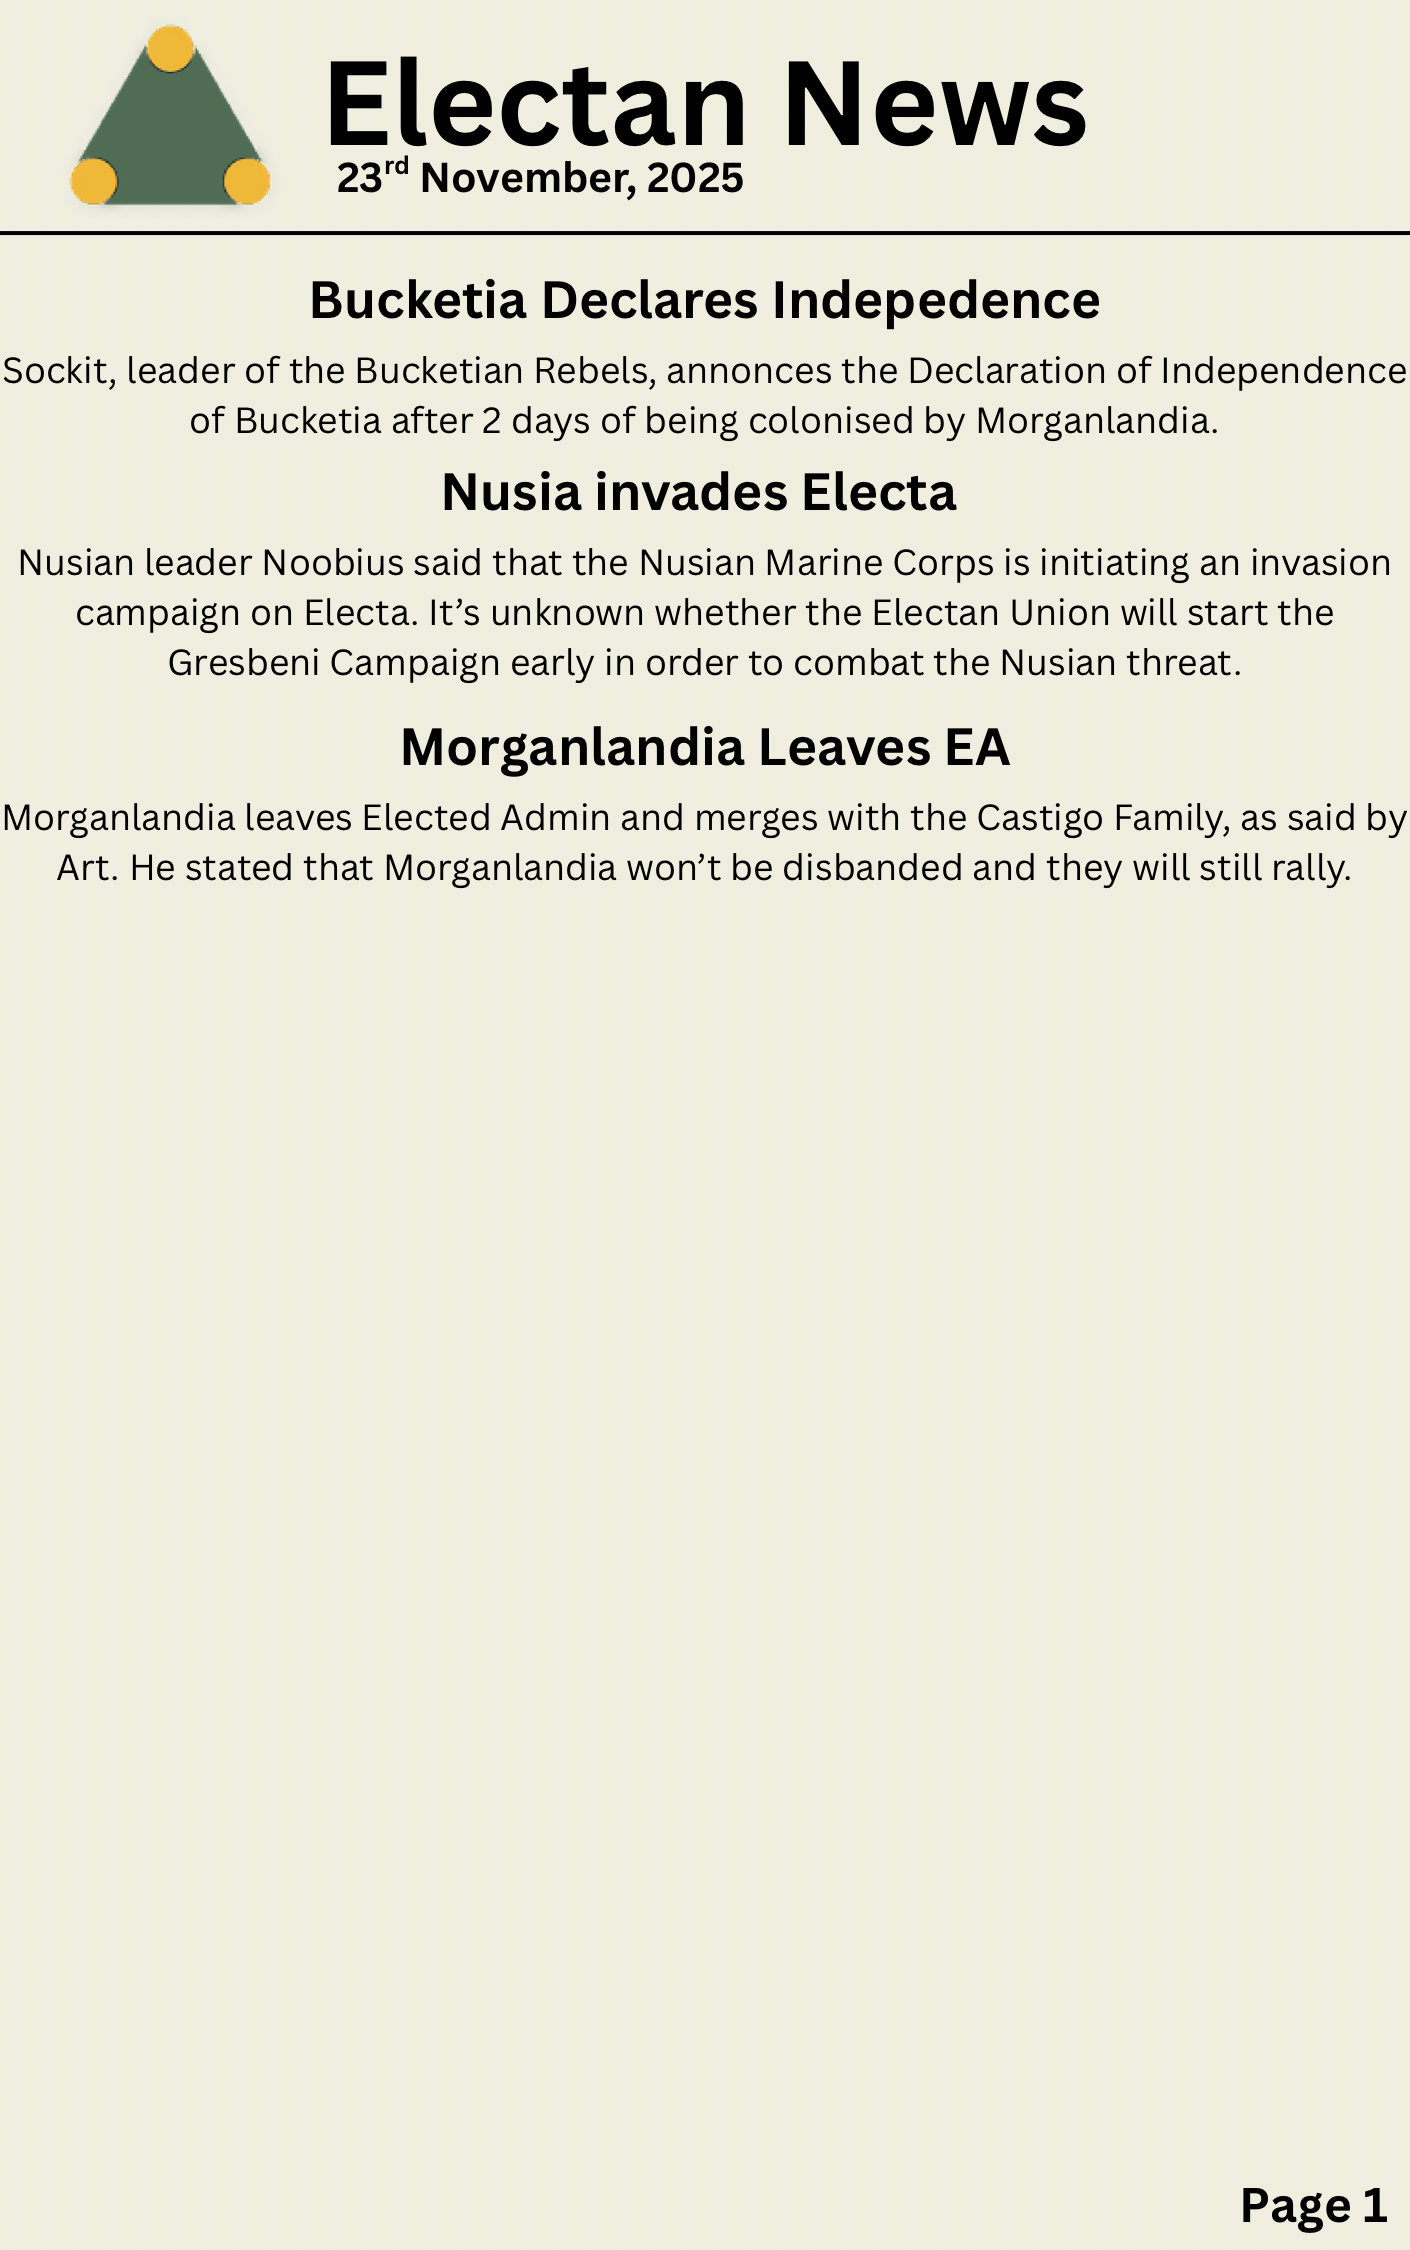 Electan News
23rd November, 2025
Bucketia Declares Indepedence
Sockit, leader of the Bucketian Rebels, annonces the Declaration of Independence
of Bucketia after 2 days of being colonised by Morganlandia.
Nusia invades Electa
Nusian leader Noobius said that the Nusian Marine Corps is initiating an invasion
campaign on Electa. It’s unknown whether the Electan Union will start the
Gresbeni Campaign early in order to combat the Nusian threat.
Morganlandia Leaves EA
Morganlandia leaves Elected Admin and merges with the Castigo Family, as said by
Art. He stated that Morganlandia won’t be disbanded and they will still rally.
Page 1